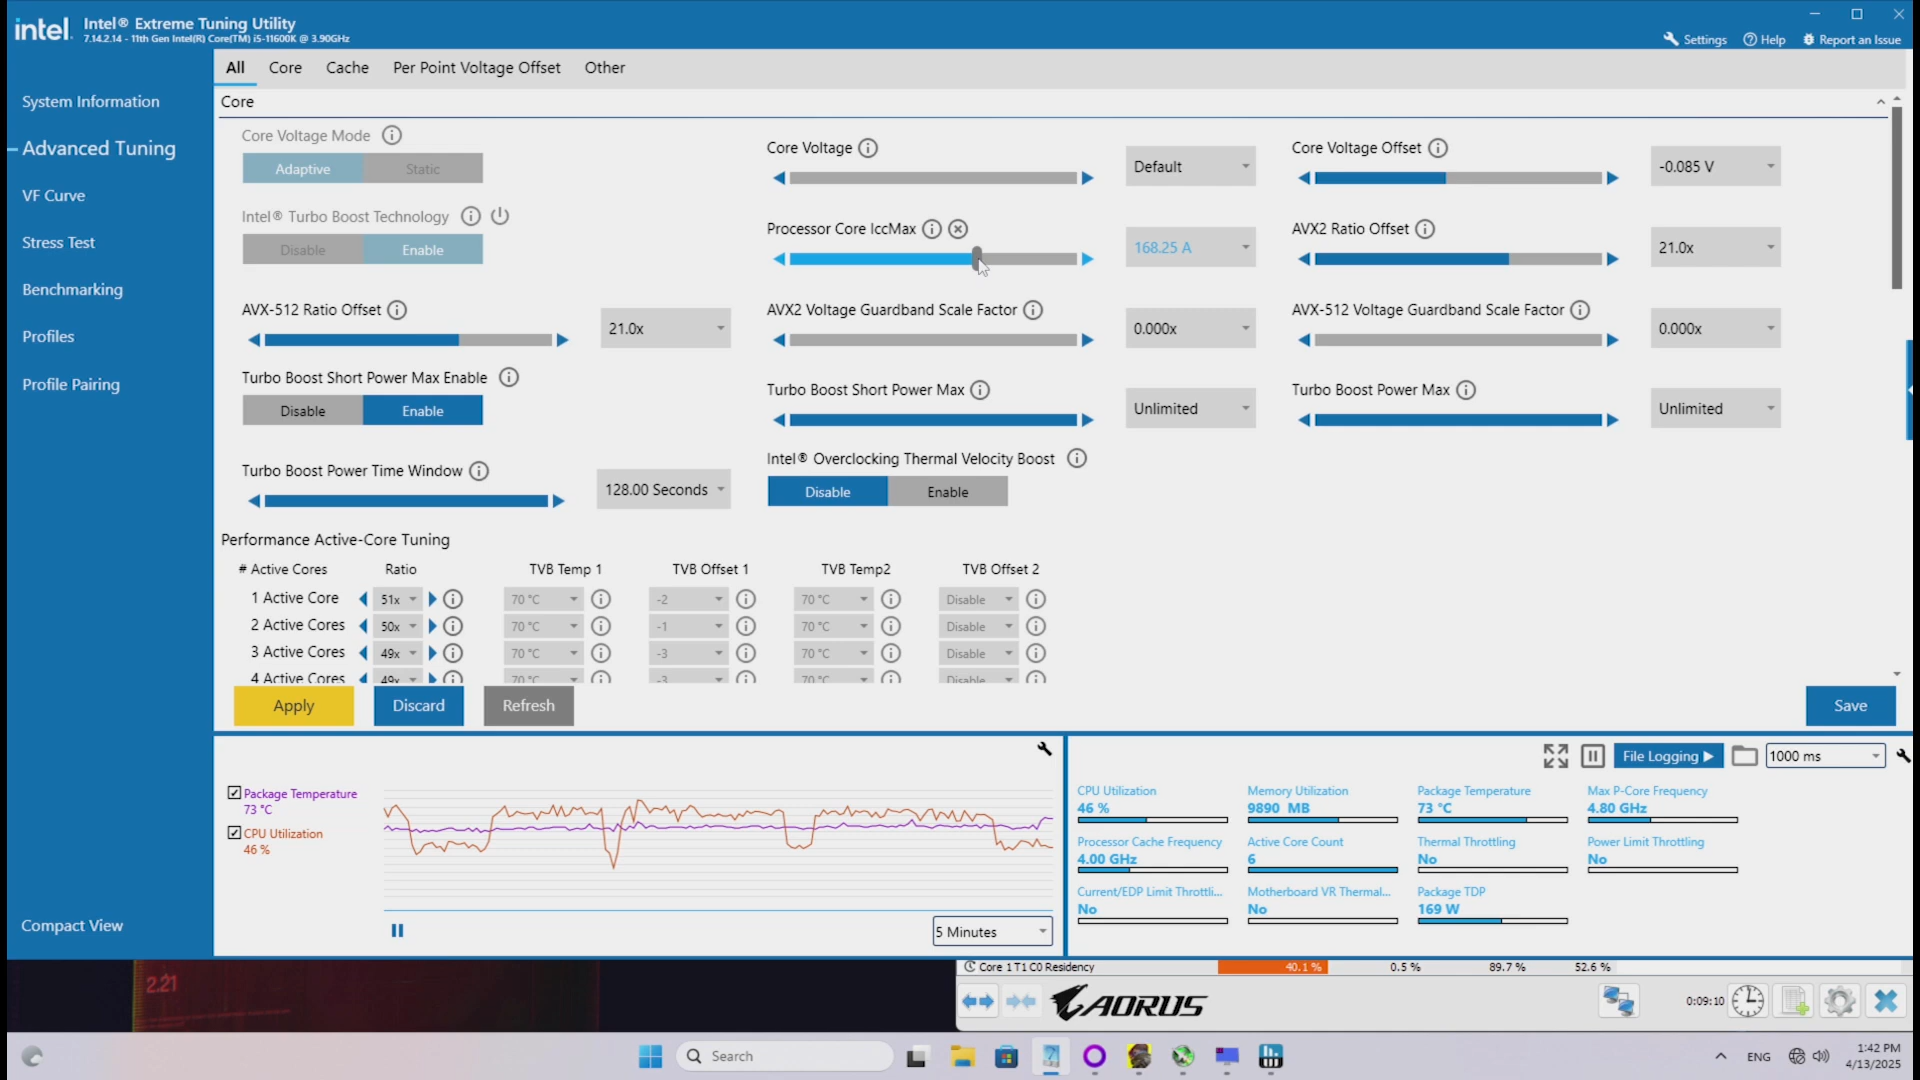 intel. Intel® Extreme Tuning Utility
7.14.2.14 - 11th Gen Intel(R) Core(TM) i5-11600K @ 3.90GHz
Settings Help Report an Issue
All Core Cache Per Point Voltage Offset Other
System Information
Advanced Tuning
VF Curve
Stress Test
Benchmarking
Profiles
Profile Pairing
Compact View
Core
Core Voltage Mode
Adaptive Static
Core Voltage
Default
Core Voltage Offset
-0.085 V
Intel® Turbo Boost Technology
Disable Enable
Processor Core IccMax
168.25 A
AVX2 Ratio Offset
21.0x
AVX-512 Ratio Offset
21.0x
AVX2 Voltage Guardband Scale Factor
0.000x
AVX-512 Voltage Guardband Scale Factor
0.000x
Turbo Boost Short Power Max Enable
Disable Enable
Turbo Boost Short Power Max
Unlimited
Turbo Boost Power Max
Unlimited
Turbo Boost Power Time Window
128.00 Seconds
Intel® Overclocking Thermal Velocity Boost
Disable Enable
Performance Active-Core Tuning
# Active Cores Ratio TVB Temp 1 TVB Offset 1 TVB Temp2 TVB Offset 2
1 Active Core 51x 70 °C -2 70 °C Disable
2 Active Cores 50x 70 °C -1 70 °C Disable
3 Active Cores 49x 70 °C -3 70 °C Disable
4 Active Cores 49x 70 °C -3 70 °C Disable
Apply Discard Refresh Save
Package Temperature
73 °C
CPU Utilization
46 %
5 Minutes
File Logging 1000 ms
CPU Utilization Memory Utilization Package Temperature Max P-Core Frequency
46 % 9890 MB 73 °C 4.80 GHz
Processor Cache Frequency Active Core Count Thermal Throttling Power Limit Throttling
4.00 GHz 6 No No
Current/EDP Limit Throttli... Motherboard VR Thermal... Package TDP
No No 169 W
2.21
Core 1 T1 C0 Residency 40.1 % 0.5 % 89.7 % 52.6 %
AORUS
0:09:10
Search
ENG
1:42 PM
4/13/2025